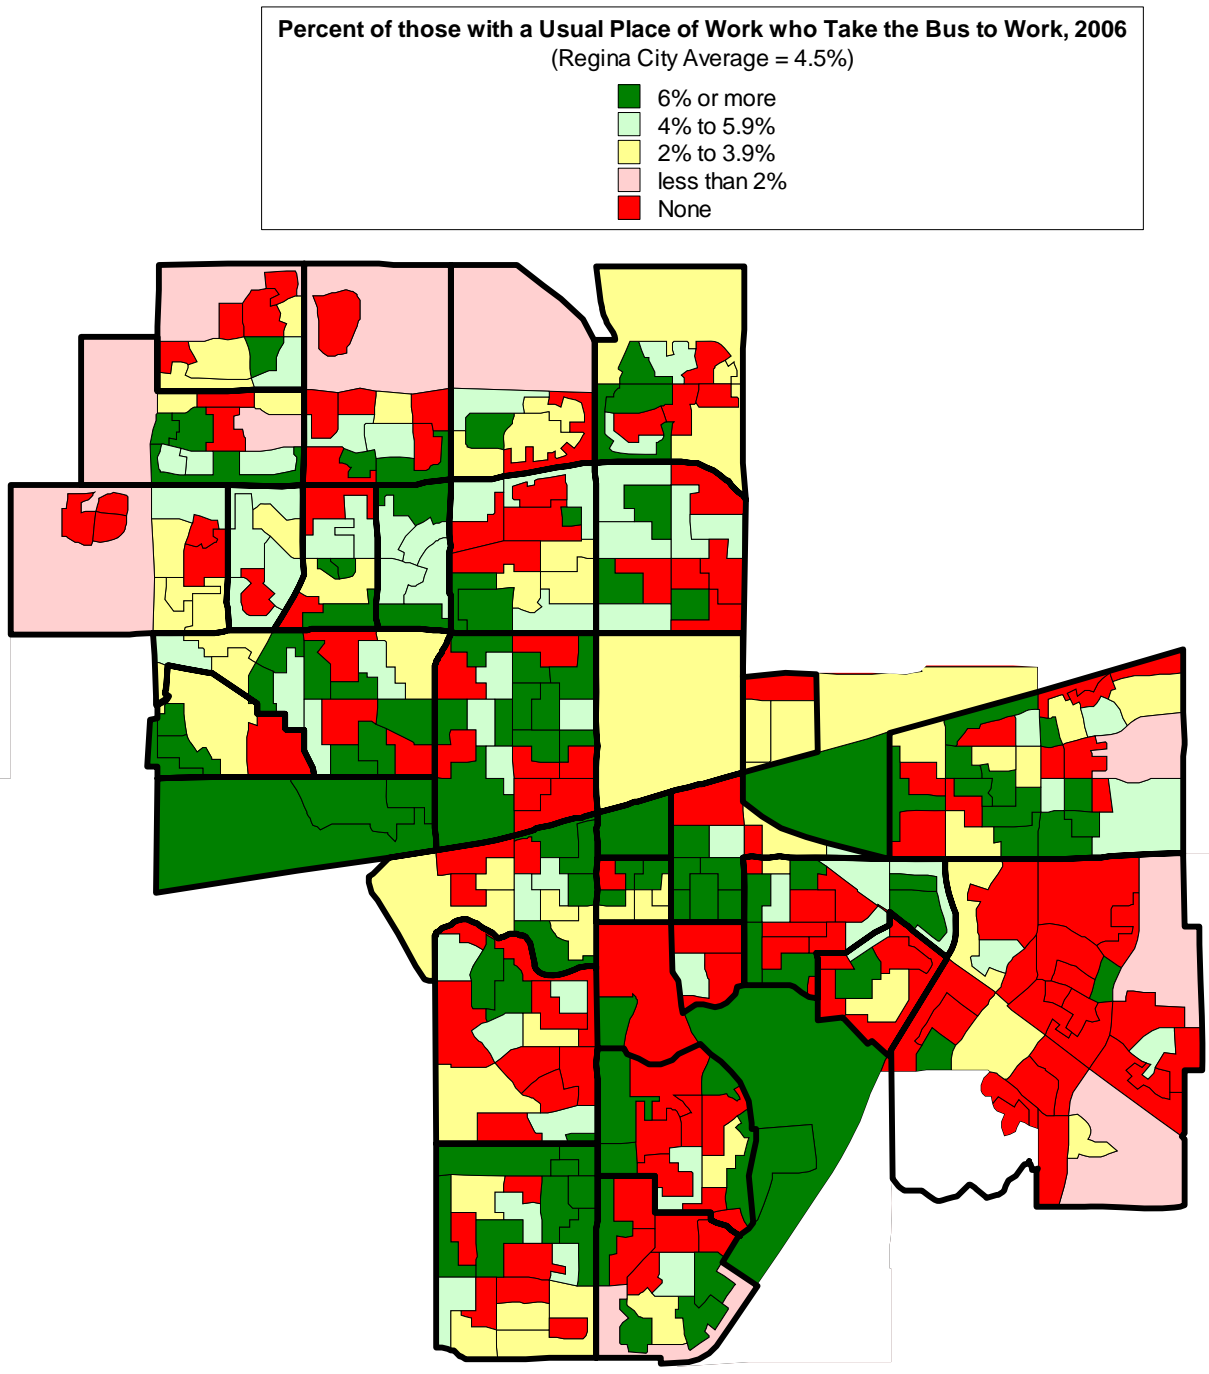 Percent of those with a Usual Place of Work who Take the Bus to Work, 2006
(Regina City Average = 4.5%)
6% or more
4% to 5.9%
2% to 3.9%
less than 2%
None